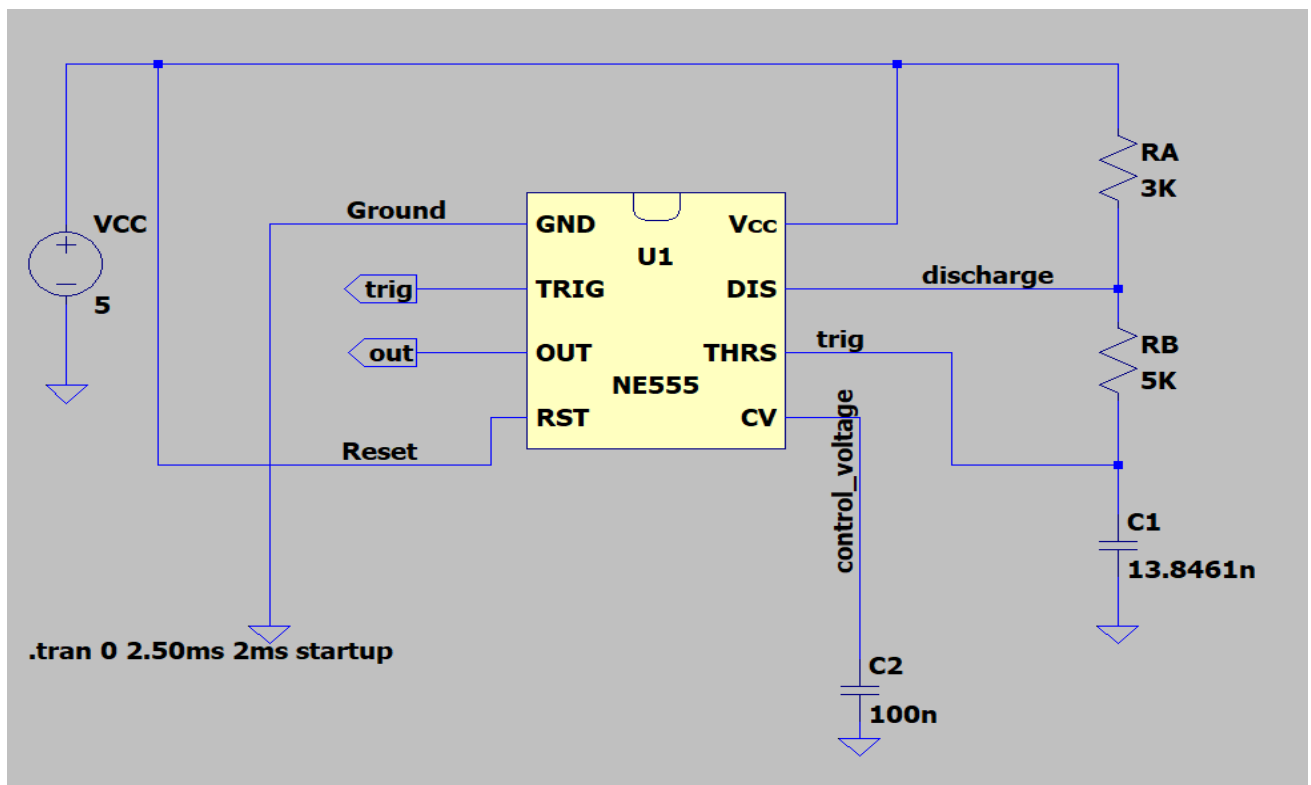 RA
3K
Ground
VCC
GND
Vcc
U1
5
trig
TRIG
DIS
discharge
out
OUT
THRS
trig
RB
5K
NE555
RST
CV
Reset
control_voltage
C1
13.8461n
.tran 0 2.50ms 2ms startup
C2
100n